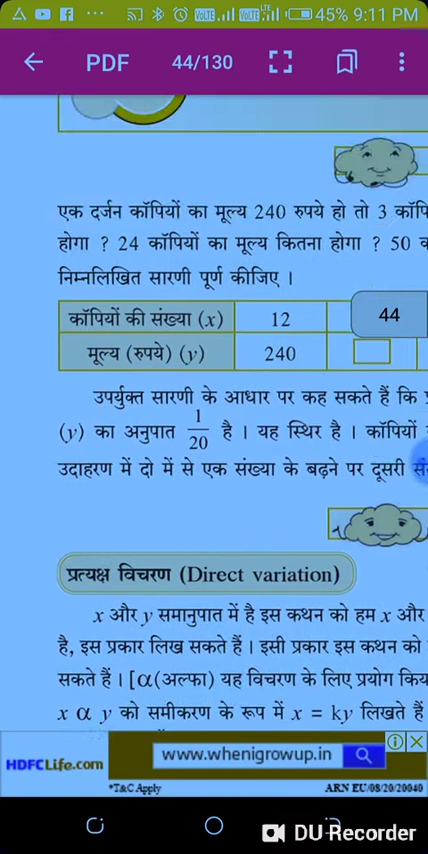 45% 9:11 PM
PDF 44/130
एक दर्जन कॉपियों का मूल्य 240 रुपये हो तो 3 कॉपि
होगा ? 24 कॉपियों का मूल्य कितना होगा ? 50 व
निम्नलिखित सारणी पूर्ण कीजिए ।
कॉपियों की संख्या (x) 12 44
मूल्य (रुपये) (y) 240
उपर्युक्त सारणी के आधार पर कह सकते हैं कि प्र
(y) का अनुपात 1/20 है । यह स्थिर है । कॉपियों
उदाहरण में दो में से एक संख्या के बढ़ने पर दूसरी सं
प्रत्यक्ष विचरण (Direct variation)
x और y समानुपात में है इस कथन को हम x और
है, इस प्रकार लिख सकते हैं । इसी प्रकार इस कथन को
सकते हैं । [α(अल्फा) यह विचरण के लिए प्रयोग किय
x α y को समीकरण के रूप में x = ky लिखते हैं
HDFCLife.com www.whenigrowup.in
*T&C Apply ARN EU/08/20/20040
DU Recorder